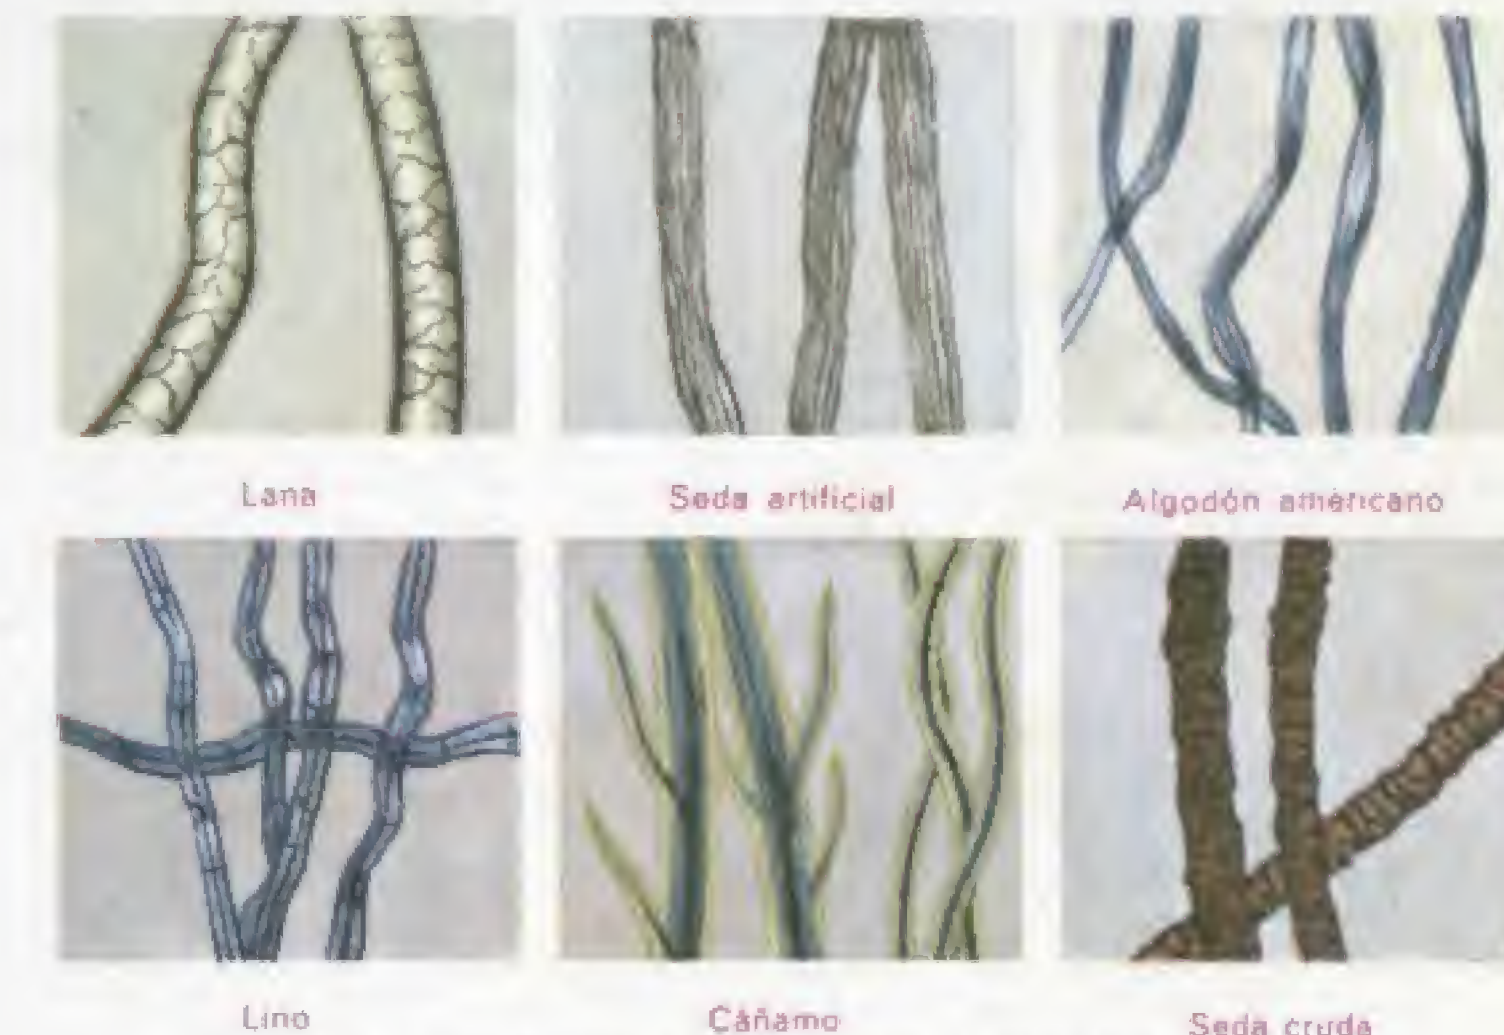 Lana
Seda artificial
Algodón americano
Lino
Cáñamo
Seda cruda